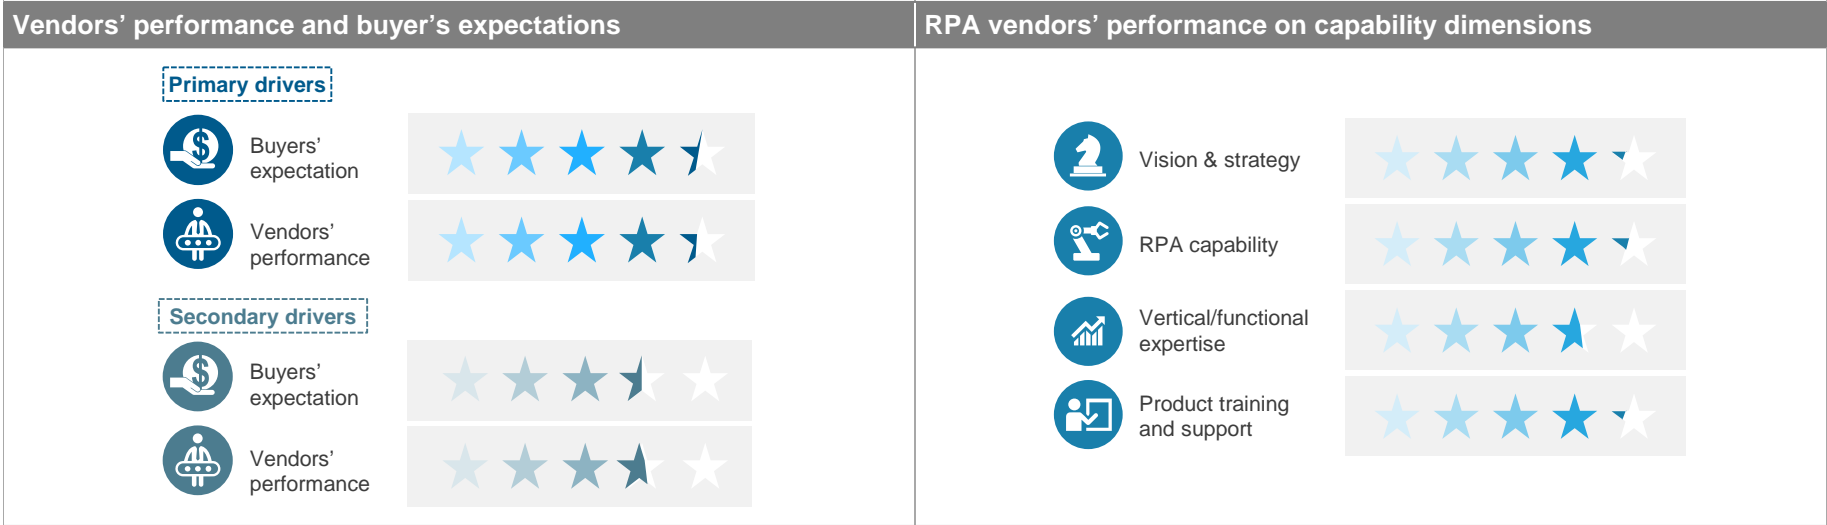 Vendors’ performance and buyer’s expectations
Primary drivers
Buyers’
expectation
Vendors’
performance
Secondary drivers
Buyers’
expectation
Vendors’
performance
RPA vendors’ performance on capability dimensions
Vision & strategy
RPA capability
Vertical/functional
expertise
Product training
and support